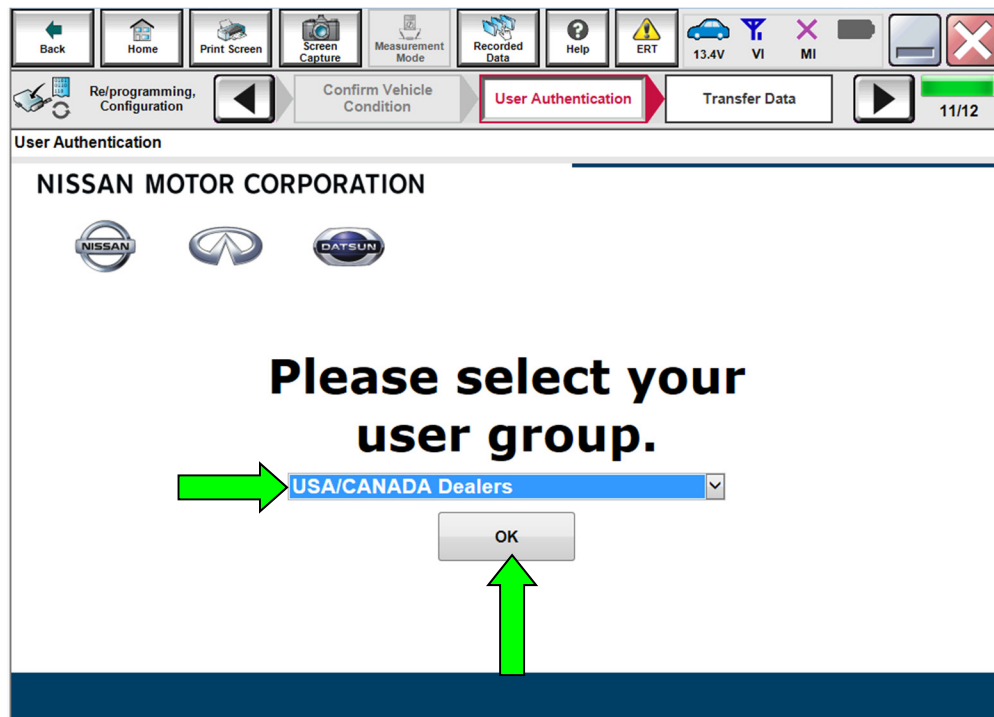 Back
Home
Print Screen
Screen
Capture
Measurement
Mode
Recorded
Data
Help
ERT
13.4V
VI
MI
Re/programming,
Configuration
Confirm Vehicle
Condition
User Authentication
Transfer Data
11/12
User Authentication
NISSAN MOTOR CORPORATION
NISSAN
DATSUN
Please select your
user group.
USA/CANADA Dealers
OK